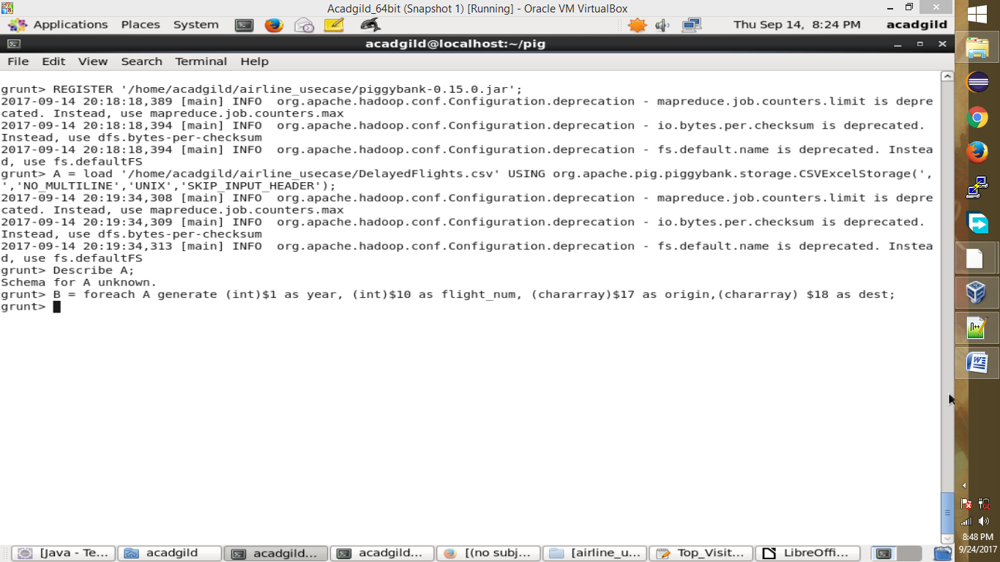 Acadgild_64bit (Snapshot 1) [Running] - Oracle VM VirtualBox
Applications Places System Thu Sep 14, 8:24 PM acadgild
acadgild@localhost:~/pig
File Edit View Search Terminal Help
grunt> REGISTER '/home/acadgild/airline_usecase/piggybank-0.15.0.jar';
2017-09-14 20:18:18,389 [main] INFO  org.apache.hadoop.conf.Configuration.deprecation - mapreduce.job.counters.limit is depre
cated. Instead, use mapreduce.job.counters.max
2017-09-14 20:18:18,394 [main] INFO  org.apache.hadoop.conf.Configuration.deprecation - io.bytes.per.checksum is deprecated.
Instead, use dfs.bytes-per-checksum
2017-09-14 20:18:18,394 [main] INFO  org.apache.hadoop.conf.Configuration.deprecation - fs.default.name is deprecated. Instea
d, use fs.defaultFS
grunt> A = load '/home/acadgild/airline_usecase/DelayedFlights.csv' USING org.apache.pig.piggybank.storage.CSVExcelStorage(',
','NO_MULTILINE','UNIX','SKIP_INPUT_HEADER');
2017-09-14 20:19:34,308 [main] INFO  org.apache.hadoop.conf.Configuration.deprecation - mapreduce.job.counters.limit is depre
cated. Instead, use mapreduce.job.counters.max
2017-09-14 20:19:34,309 [main] INFO  org.apache.hadoop.conf.Configuration.deprecation - io.bytes.per.checksum is deprecated.
Instead, use dfs.bytes-per-checksum
2017-09-14 20:19:34,313 [main] INFO  org.apache.hadoop.conf.Configuration.deprecation - fs.default.name is deprecated. Instea
d, use fs.defaultFS
grunt> Describe A;
Schema for A unknown.
grunt> B = foreach A generate (int)$1 as year, (int)$10 as flight_num, (chararray)$17 as origin,(chararray) $18 as dest;
grunt>
[Java - Te... acadgild acadgild... acadgild... [(no subj... [airline_u... Top_Visit... LibreOffi...
8:48 PM
9/24/2017